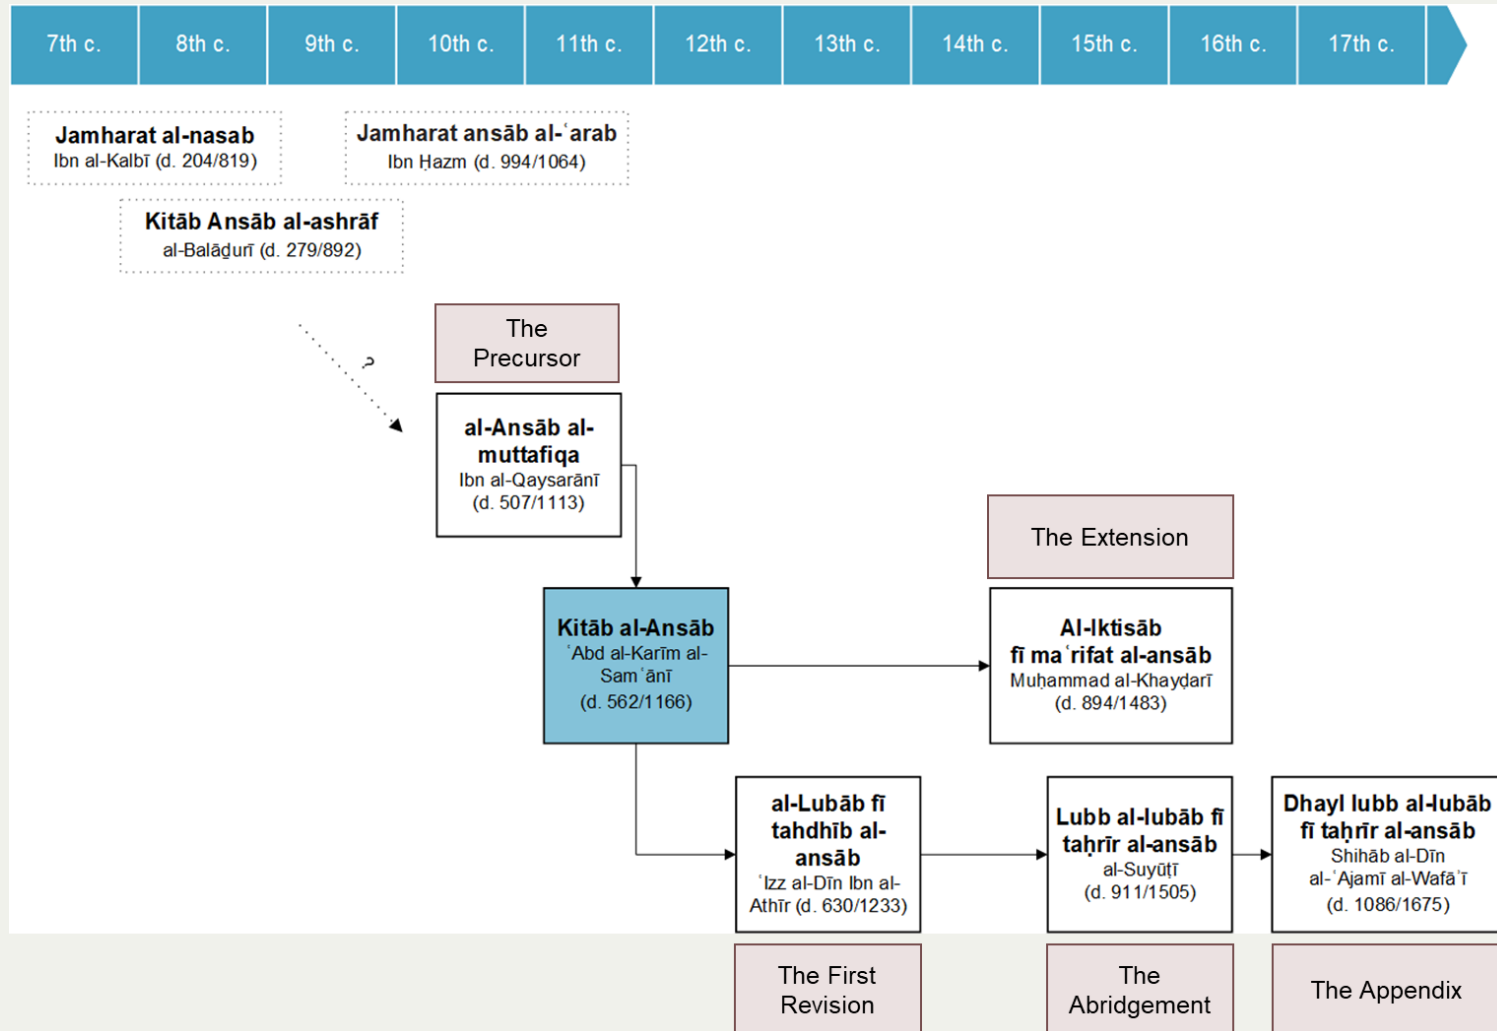 7th c.
8th c.
9th c.
10th c.
11th c.
12th c.
13th c.
14th c.
15th c.
16th c.
17th c.
Jamharat al-nasab
Ibn al-Kalbī (d. 204/819)
Jamharat ansāb al-ʿarab
Ibn Ḥazm (d. 994/1064)
Kitāb Ansāb al-ashrāf
al-Balāḏurī (d. 279/892)
?
The
Precursor
al-Ansāb al-
muttafiqa
Ibn al-Qaysarānī
(d. 507/1113)
The Extension
Kitāb al-Ansāb
ʿAbd al-Karīm al-
Samʿānī
(d. 562/1166)
Al-Iktisāb
fī maʿrifat al-ansāb
Muḥammad al-Khayḍarī
(d. 894/1483)
al-Lubāb fī
tahdhīb al-
ansāb
ʿIzz al-Dīn Ibn al-
Athīr (d. 630/1233)
Lubb al-lubāb fī
taḥrīr al-ansāb
al-Suyūṭī
(d. 911/1505)
Dhayl lubb al-lubāb
fī taḥrīr al-ansāb
Shihāb al-Dīn
al-ʿAjamī al-Wafāʾī
(d. 1086/1675)
The First
Revision
The
Abridgement
The Appendix